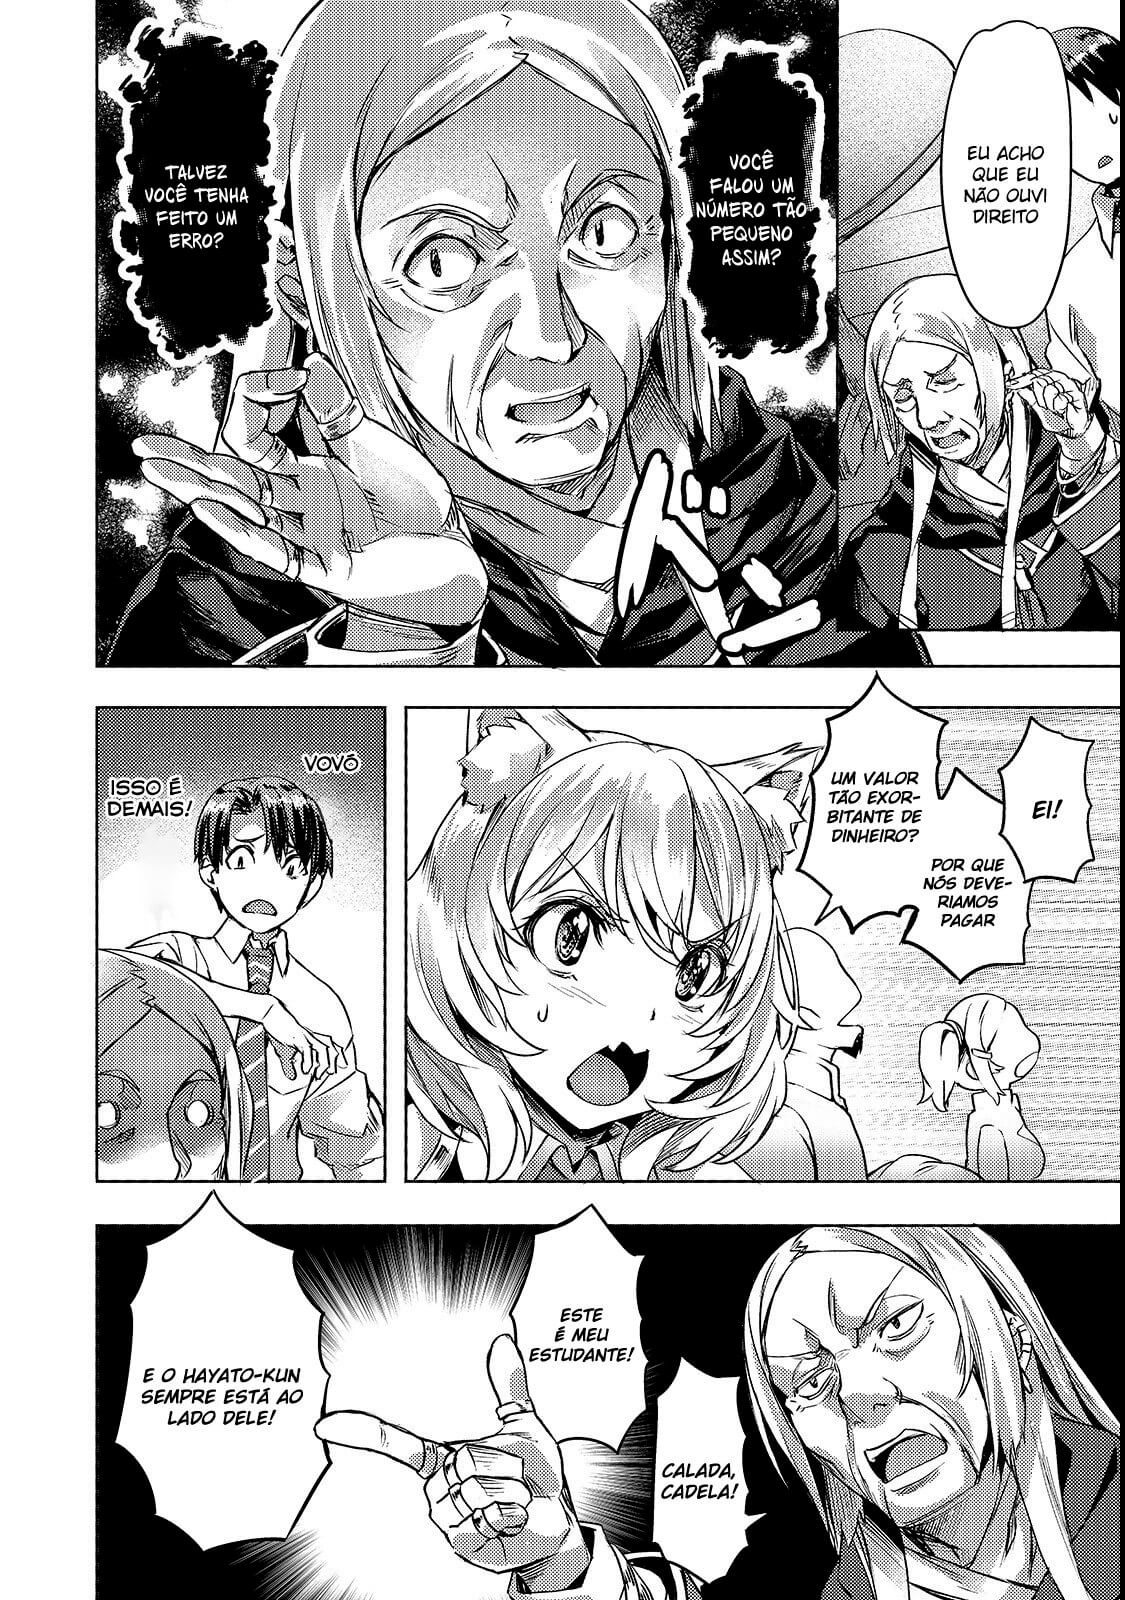 EU ACHO
QUE EU
NÃO OUVI
DIREITO
VOCÊ
FALOU UM
NÚMERO TÃO
PEQUENO
ASSIM?
TALVEZ
VOCÊ TENHA
FEITO UM
ERRO?
EI!
UM VALOR
TÃO EXOR-
BITANTE DE
DINHEIRO?
POR QUE
NÓS DEVE-
RIAMOS
PAGAR
VOVÓ
ISSO É
DEMAIS!
CALADA,
CADELA!
ESTE
É MEU
ESTUDANTE!
E O HAYATO-KUN
SEMPRE ESTÁ AO
LADO DELE!